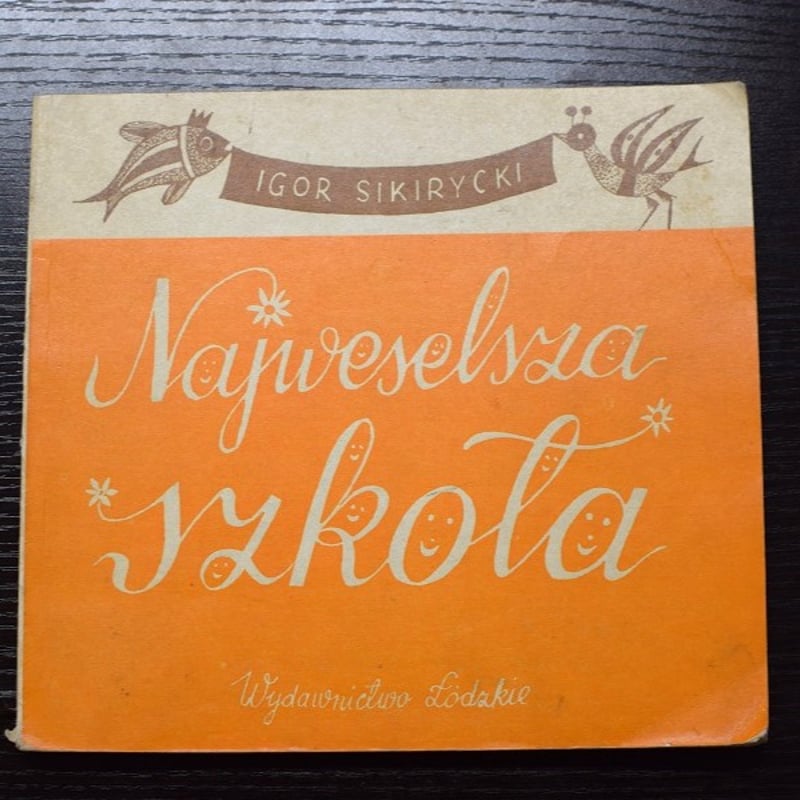 IGOR SIKIRYCKI
Najweselsza
szkoła
Wydawnictwo Łódzkie